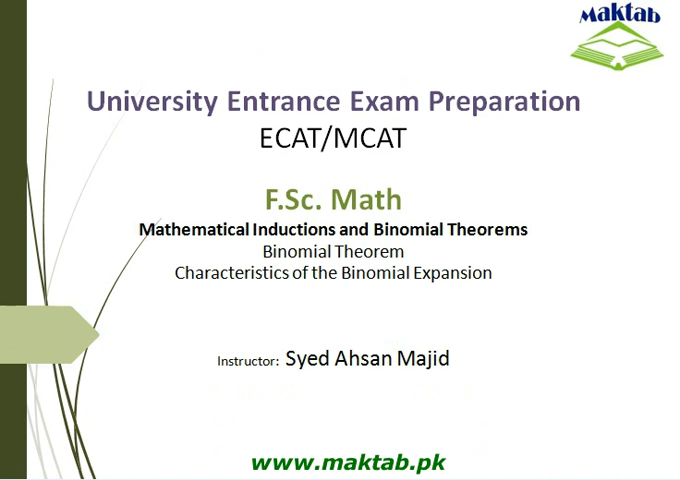 Maktab
University Entrance Exam Preparation
ECAT/MCAT
F.Sc. Math
Mathematical Inductions and Binomial Theorems
Binomial Theorem
Characteristics of the Binomial Expansion
Instructor: Syed Ahsan Majid
www.maktab.pk